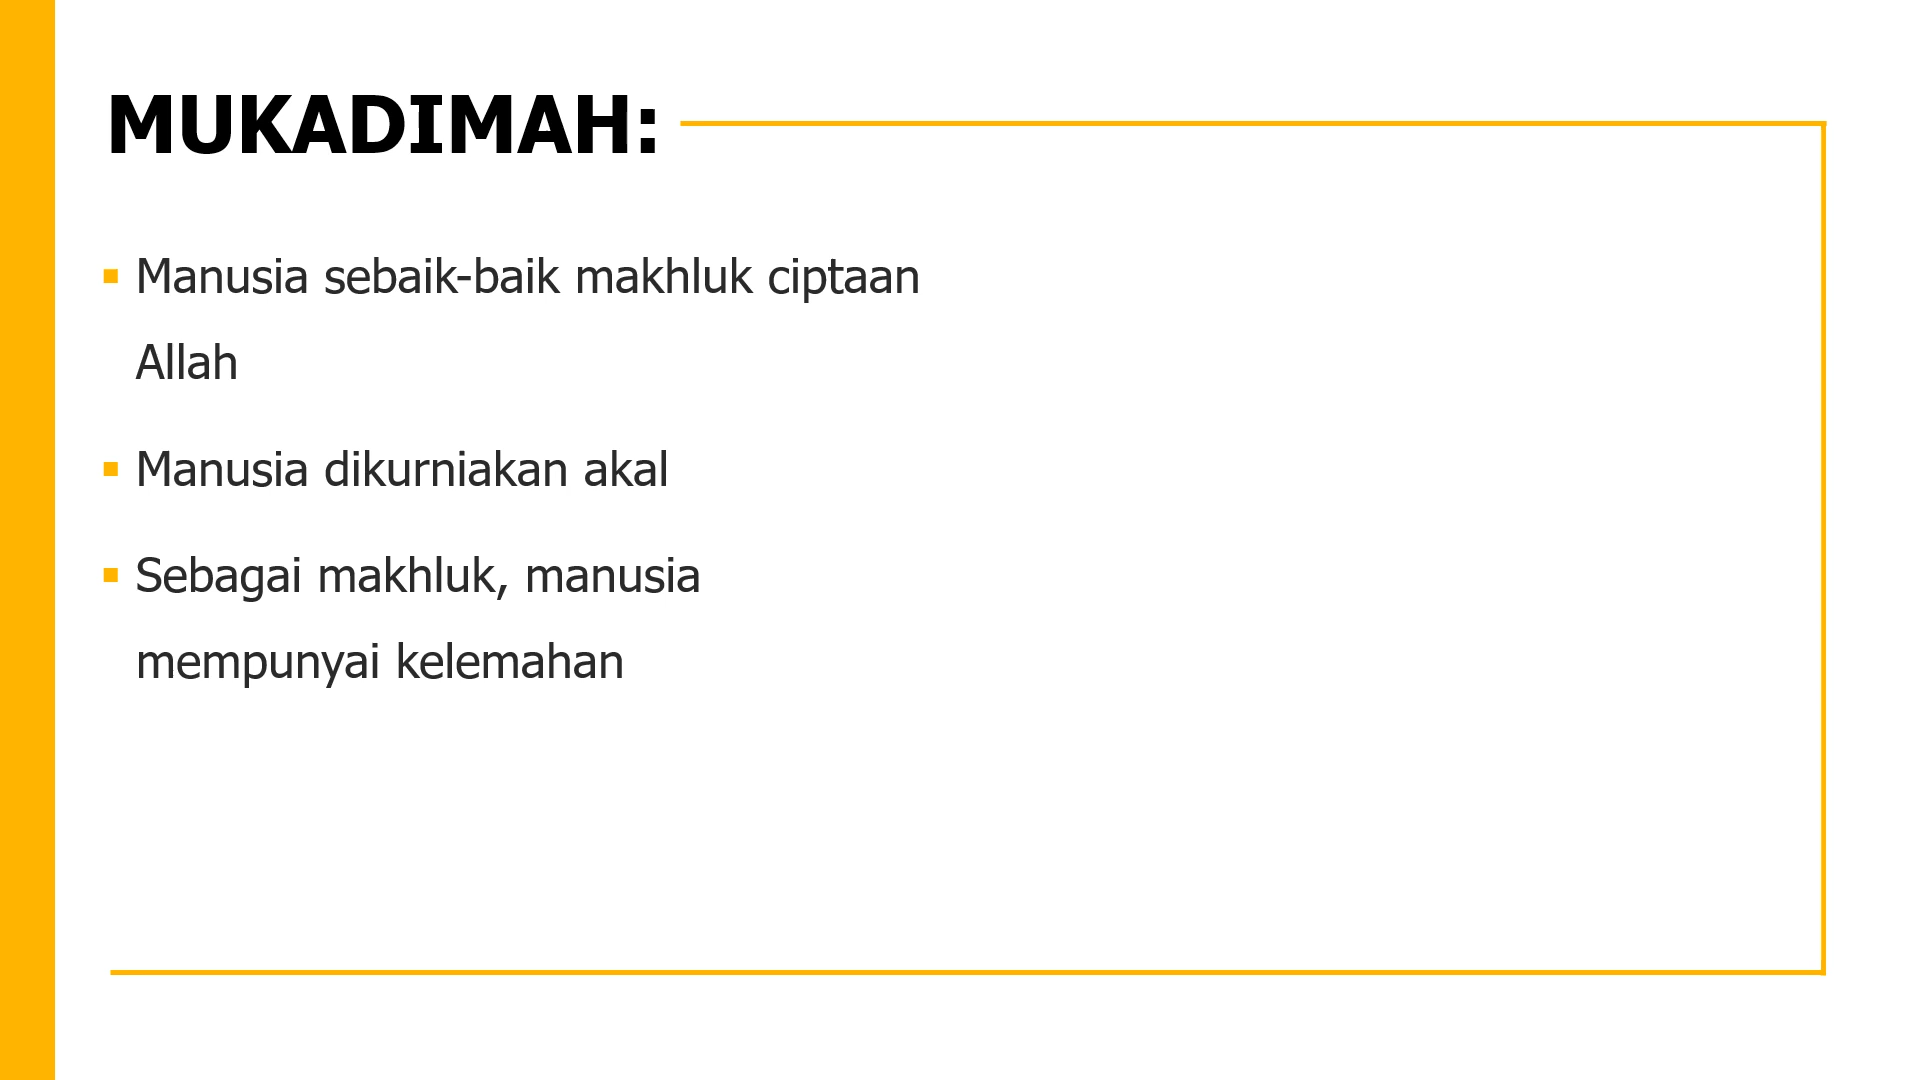 MUKADIMAH:
▪ Manusia sebaik-baik makhluk ciptaan
Allah
▪ Manusia dikurniakan akal
▪ Sebagai makhluk, manusia
mempunyai kelemahan